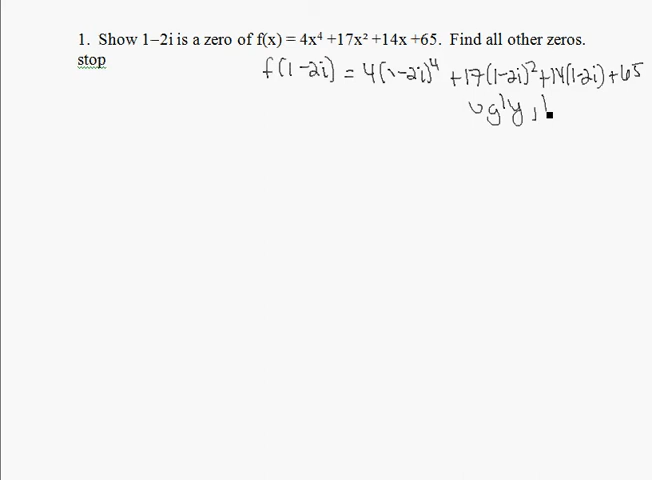 1. Show 1–2i is a zero of f(x) = 4x⁴ +17x² +14x +65. Find all other zeros.
stop
f(1-2i) = 4(1-2i)⁴ +17(1-2i)²+14(1-2i)+65
ugly,